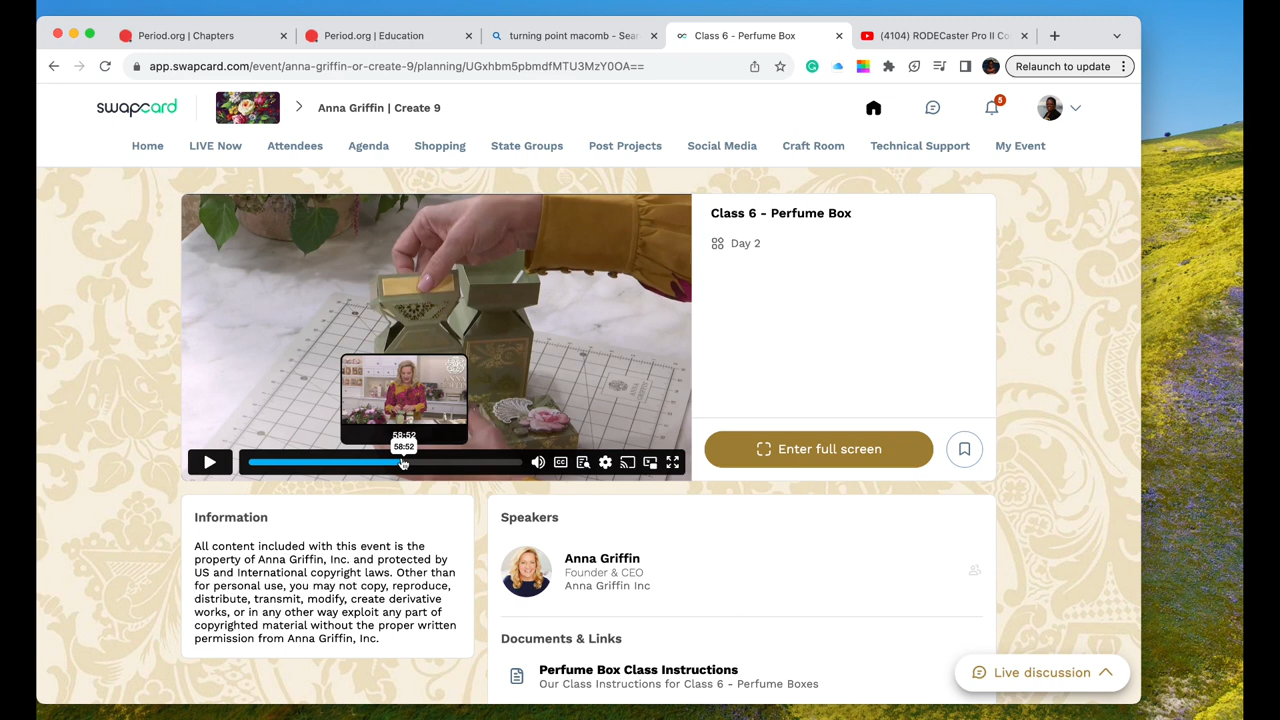 Period.org | Chapters
Period.org | Education
turning point macomb - Sear
Class 6 - Perfume Box
(4104) RODECaster Pro II Co
app.swapcard.com/event/anna-griffin-or-create-9/planning/UGxhbm5pbmdfMTU3MzY0OA==
Relaunch to update
swapcard
Anna Griffin | Create 9
5
Home
LIVE Now
Attendees
Agenda
Shopping
State Groups
Post Projects
Social Media
Craft Room
Technical Support
My Event
Class 6 - Perfume Box
Day 2
58:52
58:52
CC
Enter full screen
Information
All content included with this event is the
property of Anna Griffin, Inc. and protected by
US and International copyright laws. Other than
for personal use, you may not copy, reproduce,
distribute, transmit, modify, create derivative
works, or in any other way exploit any part of
copyrighted material without the proper written
permission from Anna Griffin, Inc.
Speakers
Anna Griffin
Founder & CEO
Anna Griffin Inc
Documents & Links
Perfume Box Class Instructions
Our Class Instructions for Class 6 - Perfume Boxes
Live discussion